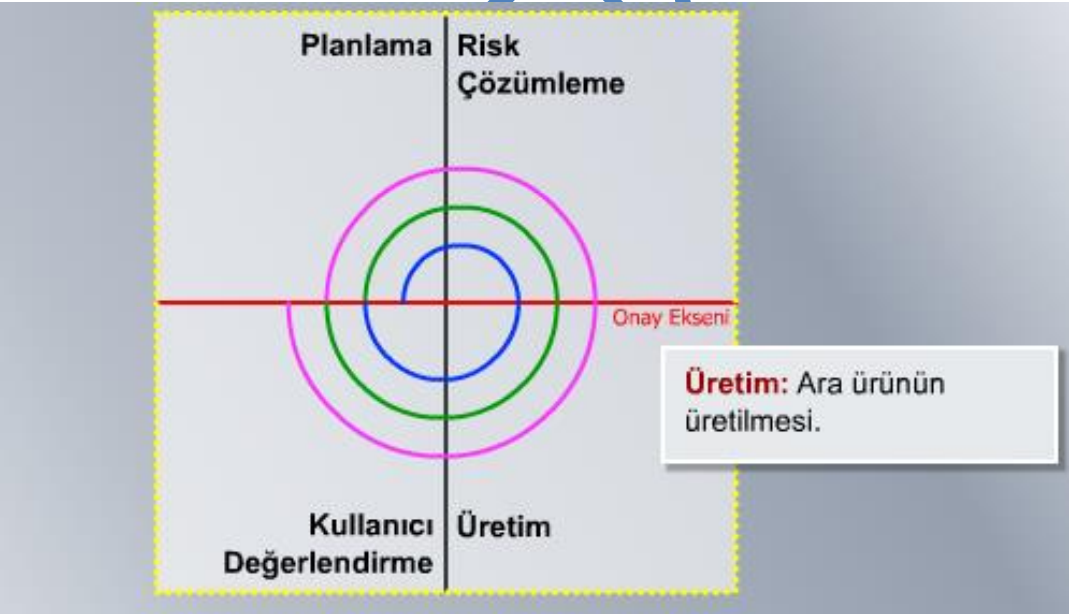 Planlama
Risk
Çözümleme
Onay Ekseni
Üretim: Ara ürünün
üretilmesi.
Kullanıcı
Değerlendirme
Üretim